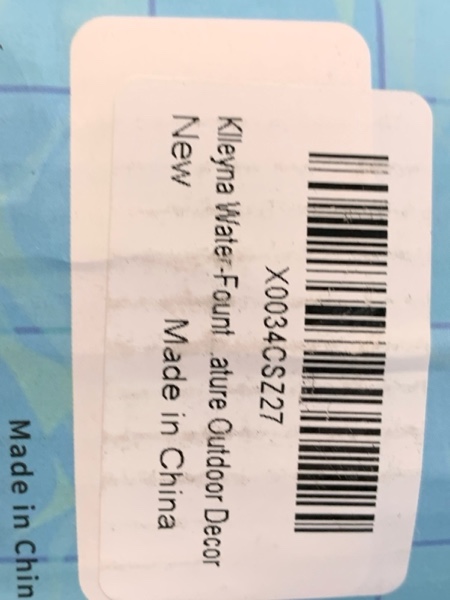 X0034CSZ27
Klleyna Water-Fount...ature Outdoor Decor
New Made in China
Made in Chin